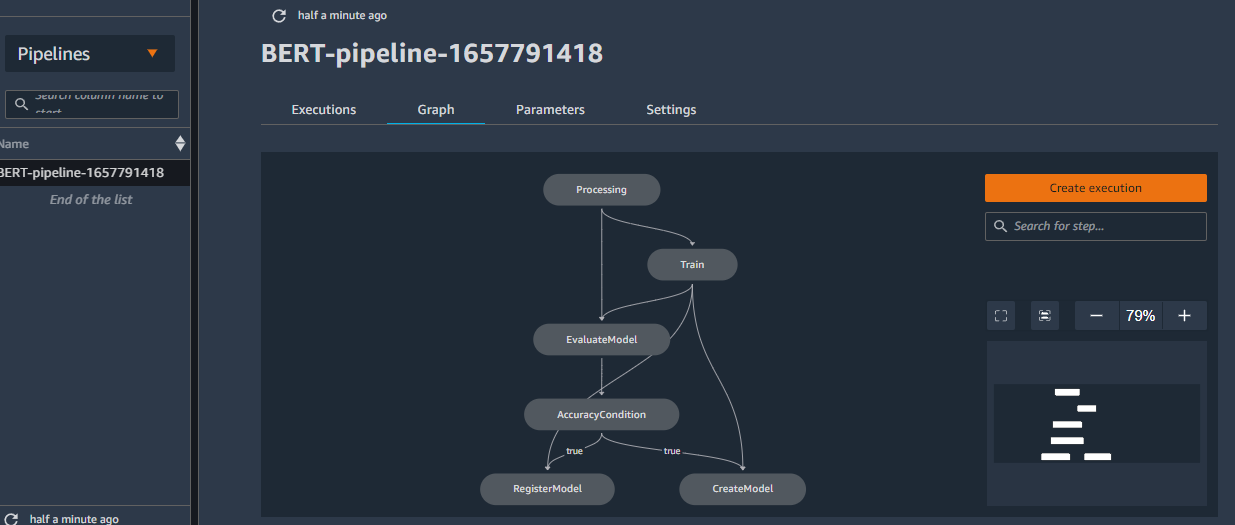 half a minute ago
BERT-pipeline-1657791418
Pipelines
Search column name to
start
Executions Graph Parameters Settings
Name
BERT-pipeline-1657791418
End of the list
Processing
Create execution
Search for step...
Train
79%
EvaluateModel
AccuracyCondition
true true
RegisterModel CreateModel
half a minute ago